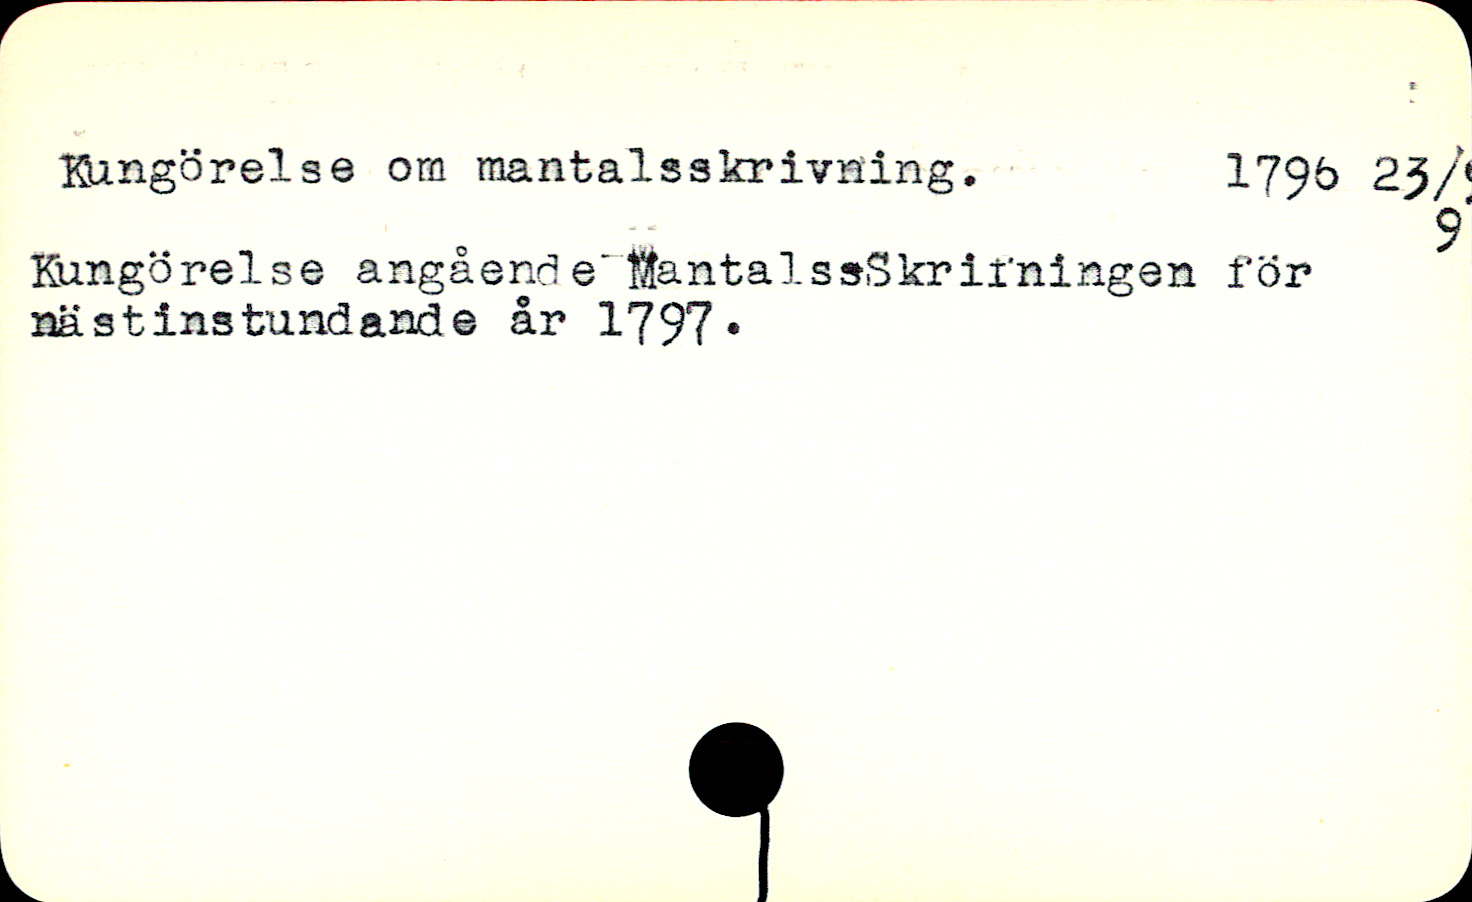 Kungörelse om mantalsskrivning. 1796 23/9
9
Kungörelse angående MantalssSkrifningen för
nästinstundande år 1797.